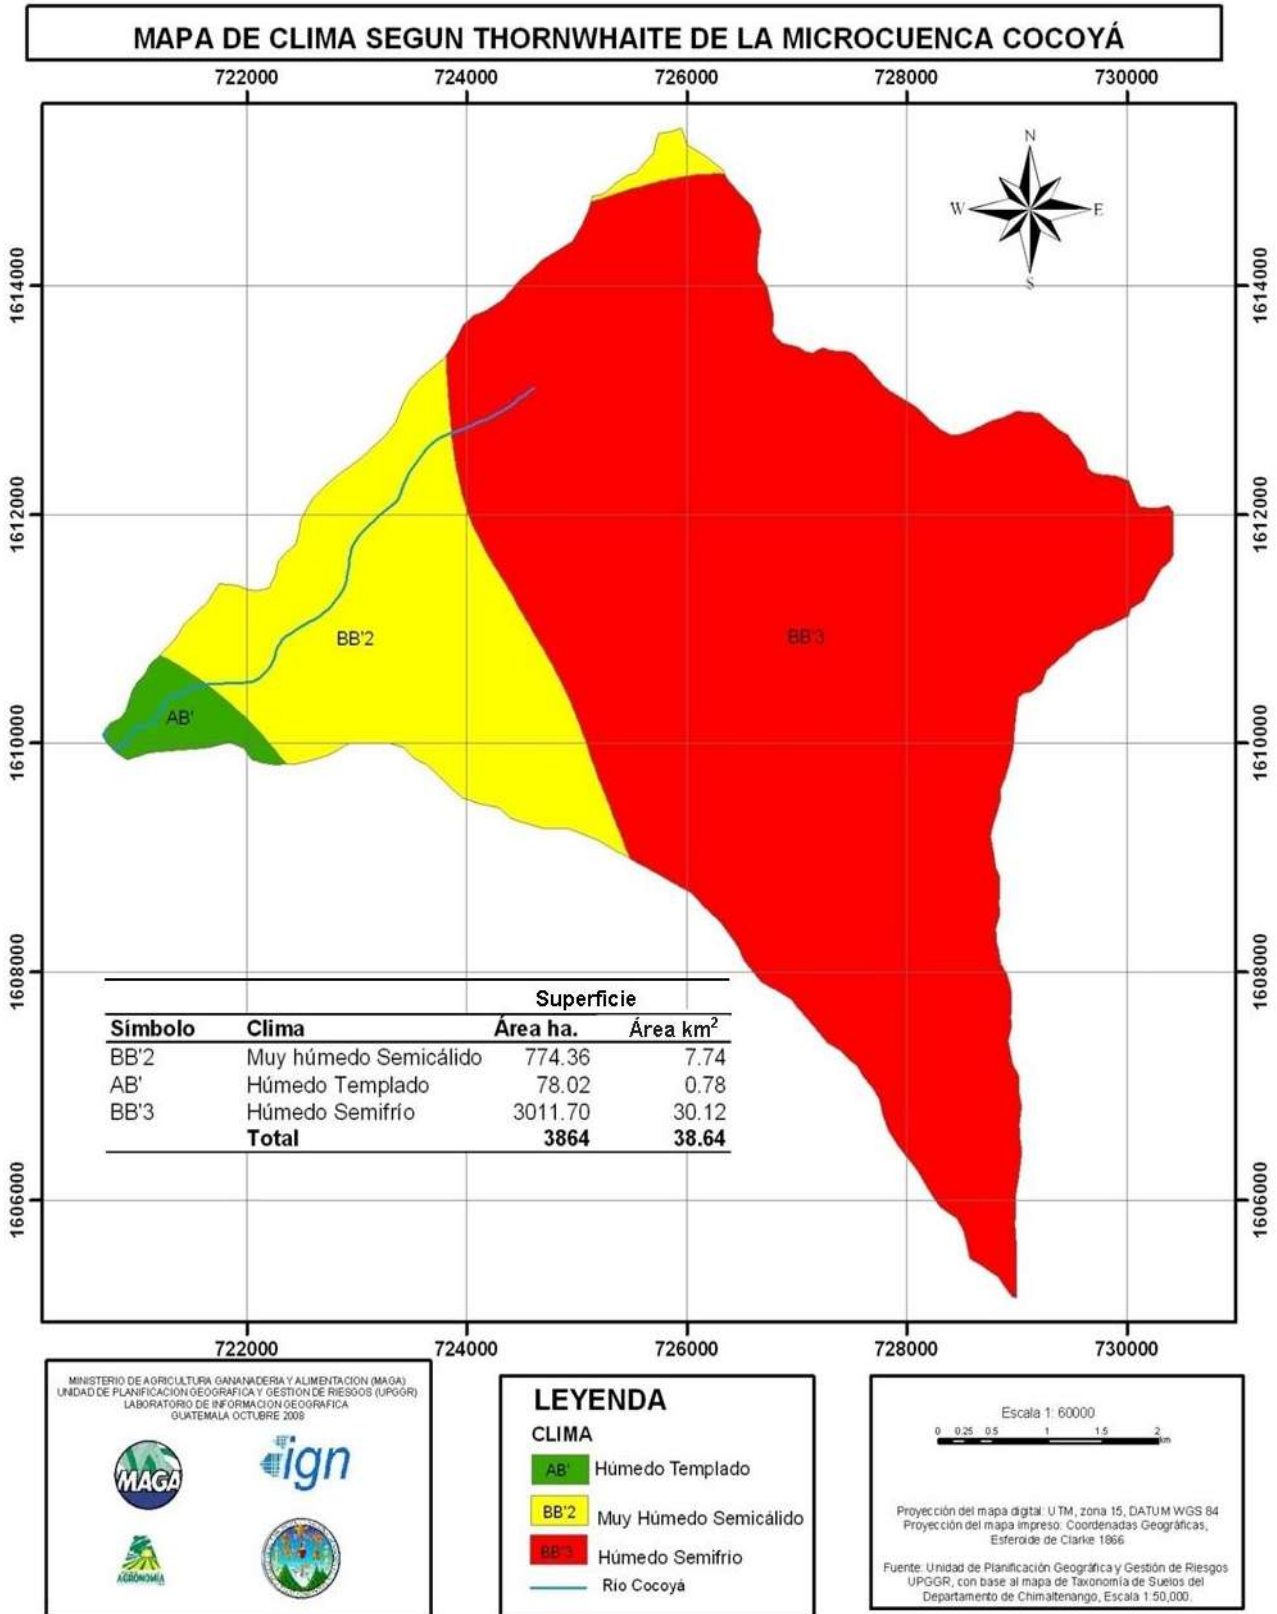 MAPA DE CLIMA SEGUN THORNWHAITE DE LA MICROCUENCA COCOYÁ
722000 724000 726000 728000 730000
N
W E
S
1614000 1614000
1612000 1612000
BB'2 BB'3
AB'
1610000 1610000
1608000 1608000
Superficie
Símbolo Clima Área ha. Área km²
BB'2 Muy húmedo Semicálido 774.36 7.74
AB' Húmedo Templado 78.02 0.78
BB'3 Húmedo Semifrío 3011.70 30.12
Total 3864 38.64
1606000 1606000
722000 724000 726000 728000 730000
MINISTERIO DE AGRICULTURA GANANADERIA Y ALIMENTACION (MAGA)
UNIDAD DE PLANIFICACION GEOGRAFICA Y GESTION DE RIESGOS (UPGGR)
LABORATORIO DE INFORMACION GEOGRAFICA
GUATEMALA OCTUBRE 2008
MAGA
ign
AGRONOMIA
LEYENDA
CLIMA
AB' Húmedo Templado
BB'2 Muy Húmedo Semicálido
BB'3 Húmedo Semifrio
Río Cocoyá
Escala 1: 60000
0 0.25 0.5 1 1.5 2
km
Proyección del mapa digital: UTM, zona 15, DATUM WGS 84
Proyección del mapa impreso: Coordenadas Geográficas,
Esferoide de Clarke 1866
Fuente: Unidad de Planificación Geográfica y Gestión de Riesgos
UPGGR, con base al mapa de Taxonomía de Suelos del
Departamento de Chimaltenango, Escala 1:50,000.